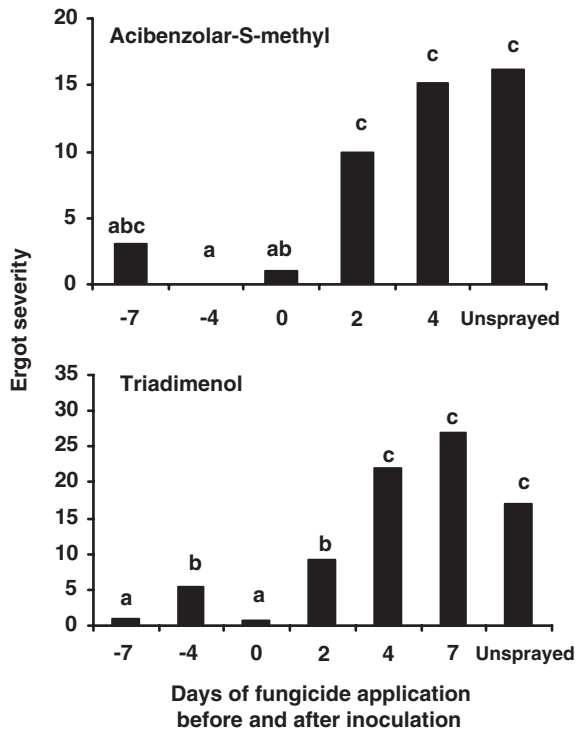 Ergot severity
Acibenzolar-S-methyl
20
15
10
5
0
abc
a
ab
c
c
c
-7 -4 0 2 4 Unsprayed
Triadimenol
35
30
25
20
15
10
5
0
a
b
a
b
c
c
c
-7 -4 0 2 4 7 Unsprayed
Days of fungicide application
before and after inoculation